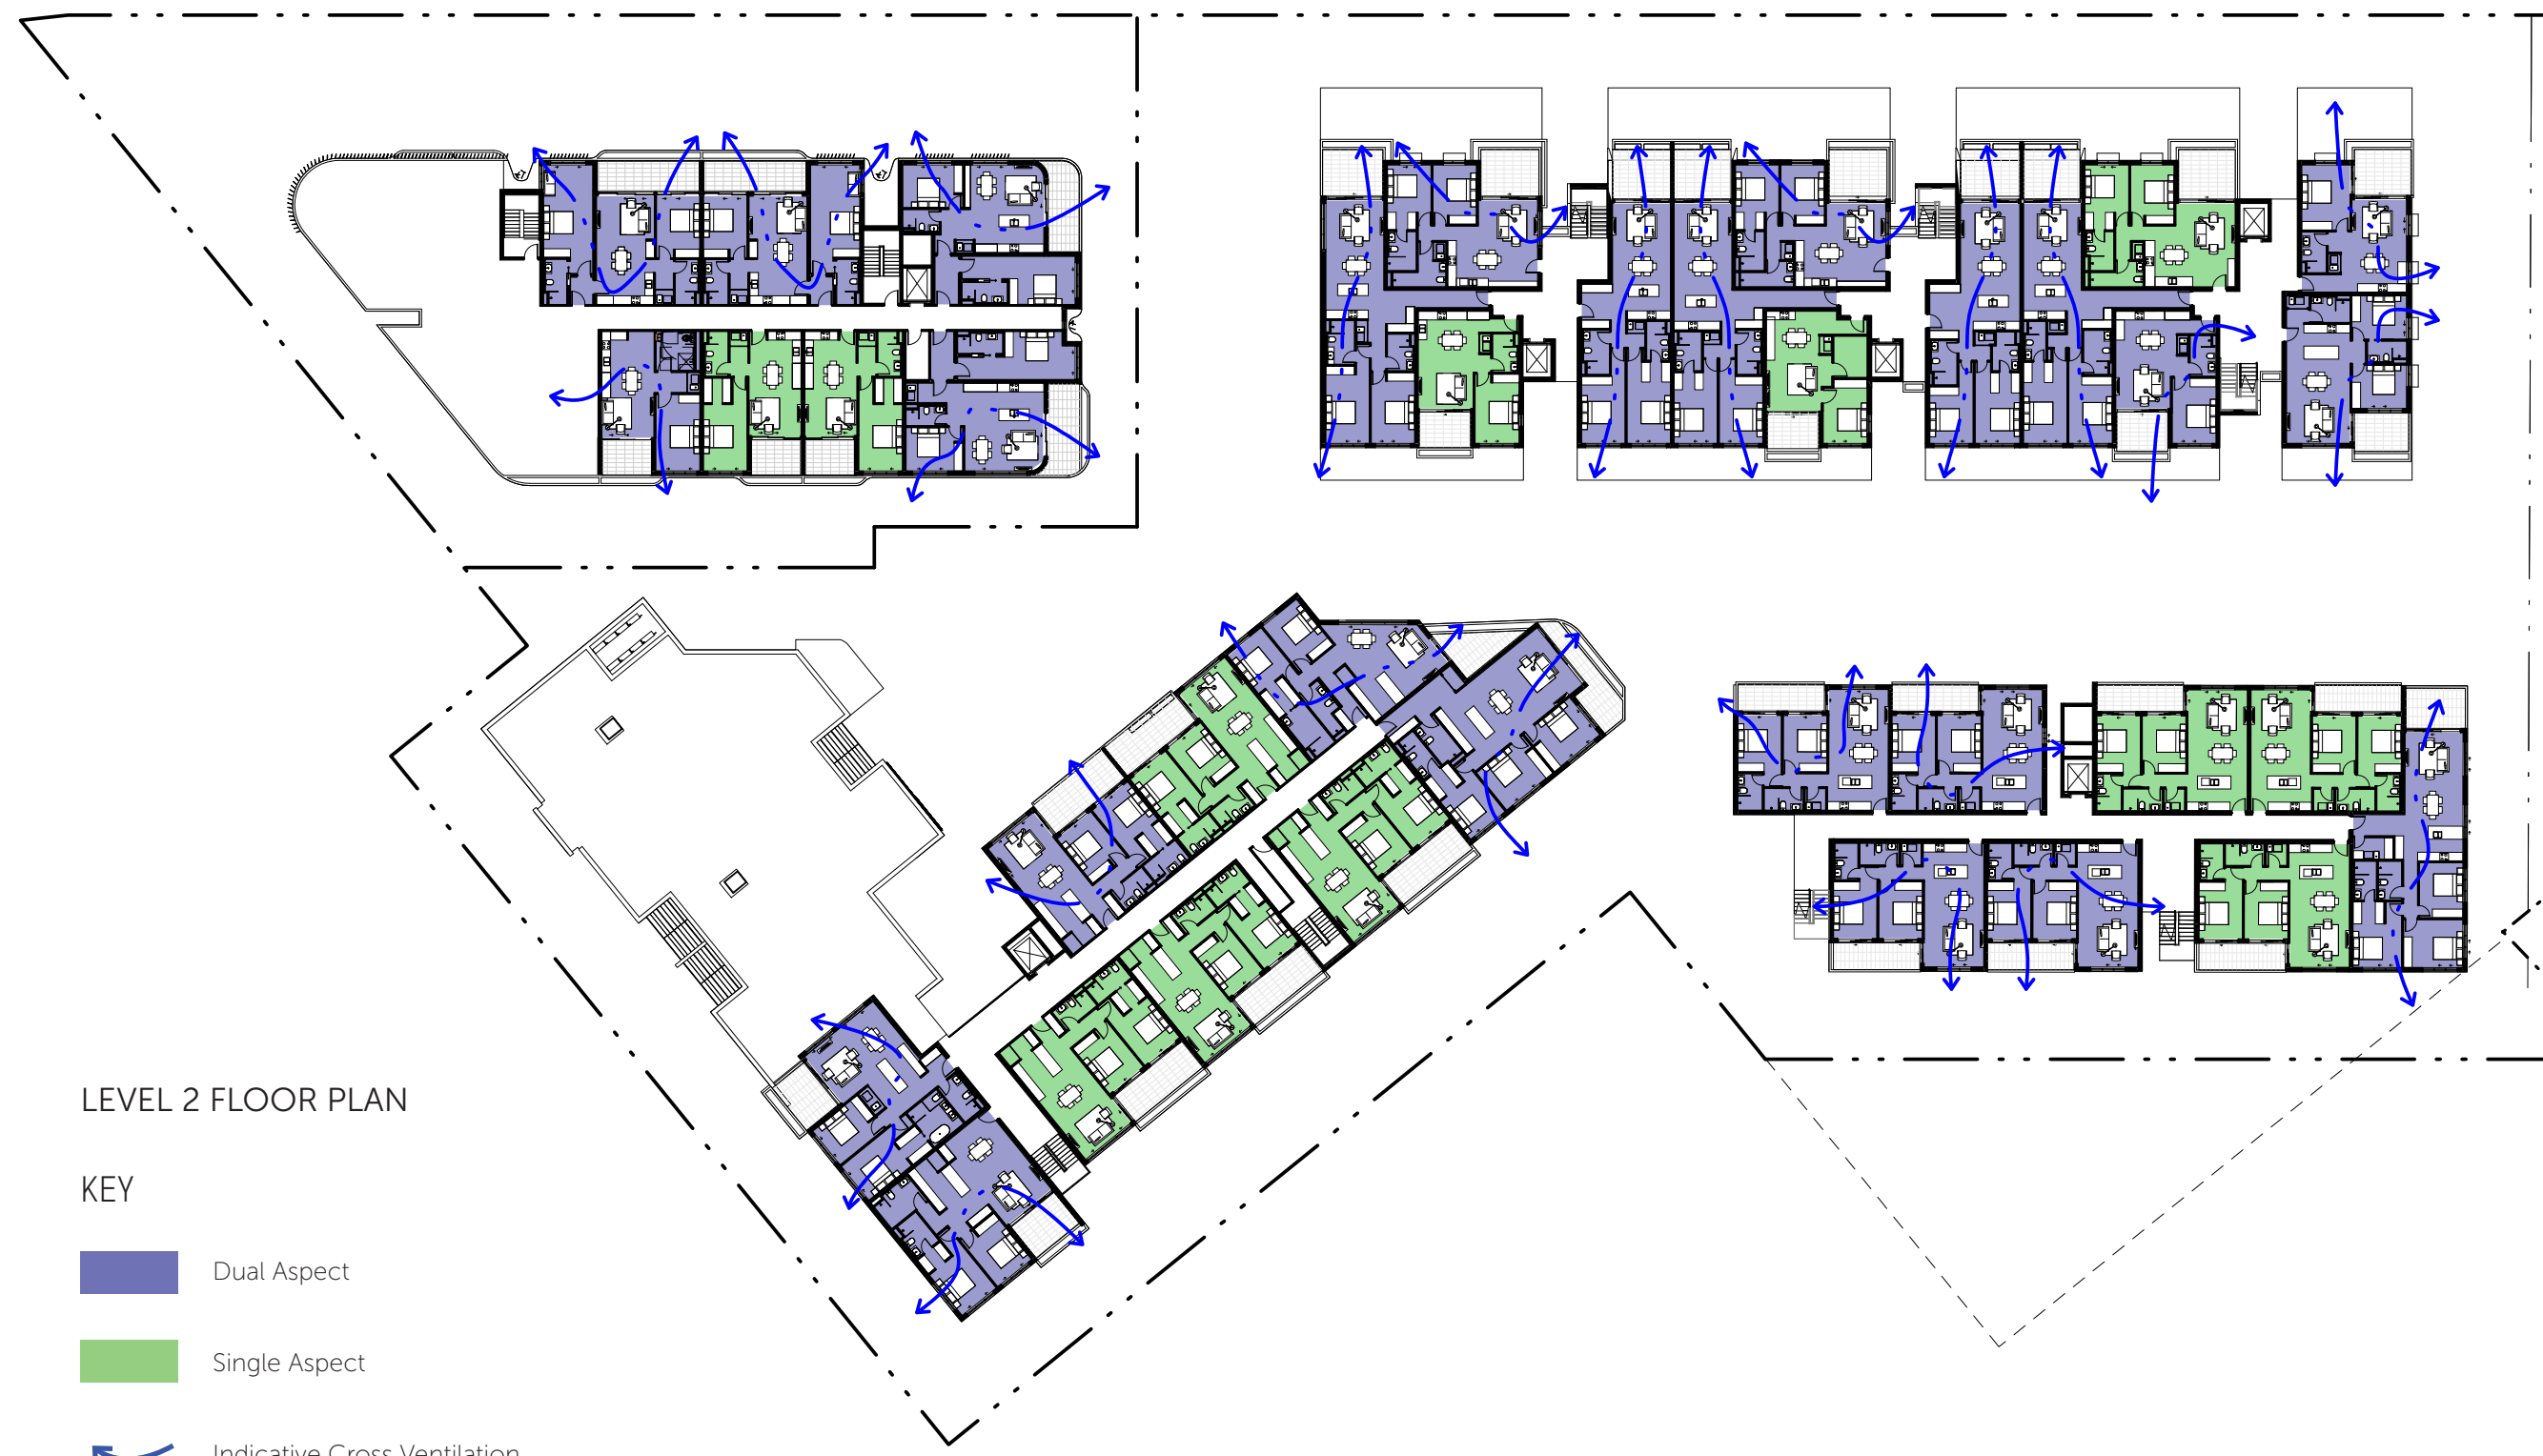 LEVEL 2 FLOOR PLAN
KEY
Dual Aspect
Single Aspect
Indicative Cross Ventilation